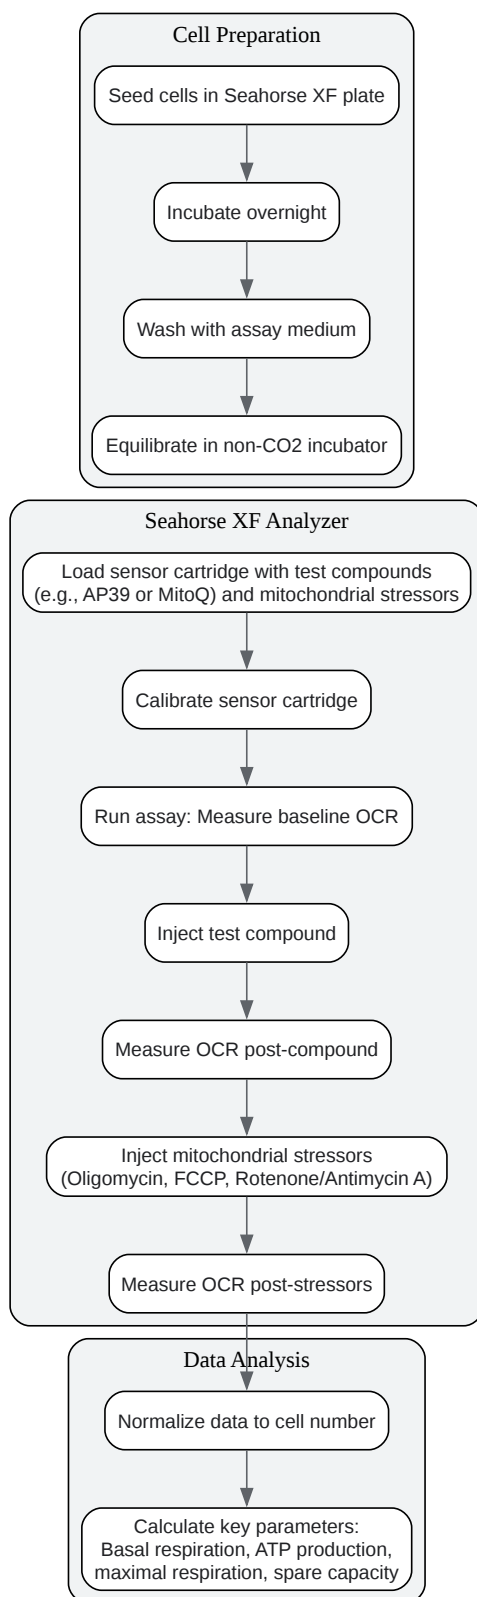 Cell Preparation
Seed cells in Seahorse XF plate
Incubate overnight
Wash with assay medium
Equilibrate in non-CO2 incubator
Seahorse XF Analyzer
Load sensor cartridge with test compounds
(e.g., AP39 or MitoQ) and mitochondrial stressors
Calibrate sensor cartridge
Run assay: Measure baseline OCR
Inject test compound
Measure OCR post-compound
Inject mitochondrial stressors
(Oligomycin, FCCP, Rotenone/Antimycin A)
Measure OCR post-stressors
Data Analysis
Normalize data to cell number
Calculate key parameters:
Basal respiration, ATP production,
maximal respiration, spare capacity